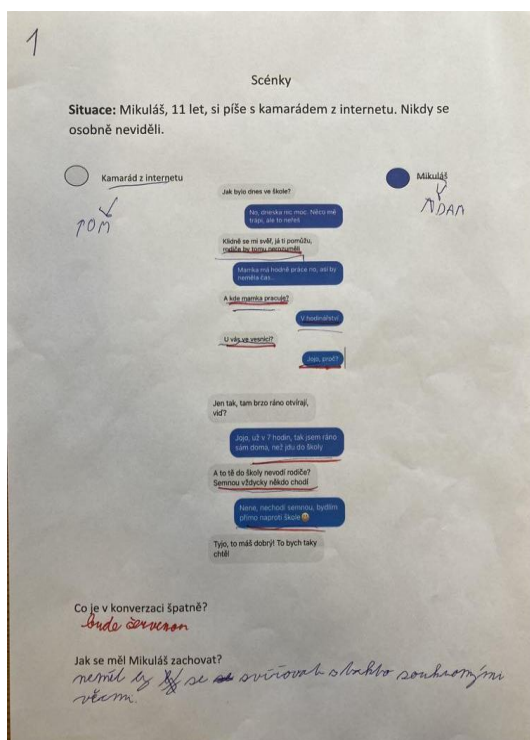 1
Scénky
Situace: Mikuláš, 11 let, si píše s kamarádem z internetu. Nikdy se
osobně neviděli.
Kamarád z internetu
TOM
Mikuláš
ADAM
Jak bylo dnes ve škole?
No, dneska nic moc. Něco mě
trápí, ale to neřeš
Klidně se mi svěř, já ti pomůžu,
rodiče by tomu nerozuměli
Mamka má hodně práce no, asi by
neměla čas...
A kde mamka pracuje?
V hodinářství
U vás ve vesnici?
Jojo, proč?
Jen tak, tam brzo ráno otvírají,
viď?
Jojo, už v 7 hodin, tak jsem ráno
sám doma, než jdu do školy
A to tě do školy nevodí rodiče?
Semnou vždycky někdo chodí
Nene, nechodí semnou, bydlím
přímo naproti škole 😄
Tyjo, to máš dobrý! To bych taky
chtěl
Co je v konverzaci špatně?
bude červenou
Jak se měl Mikuláš zachovat?
neměl by se svěřovat s takto soukromými
věcmi.